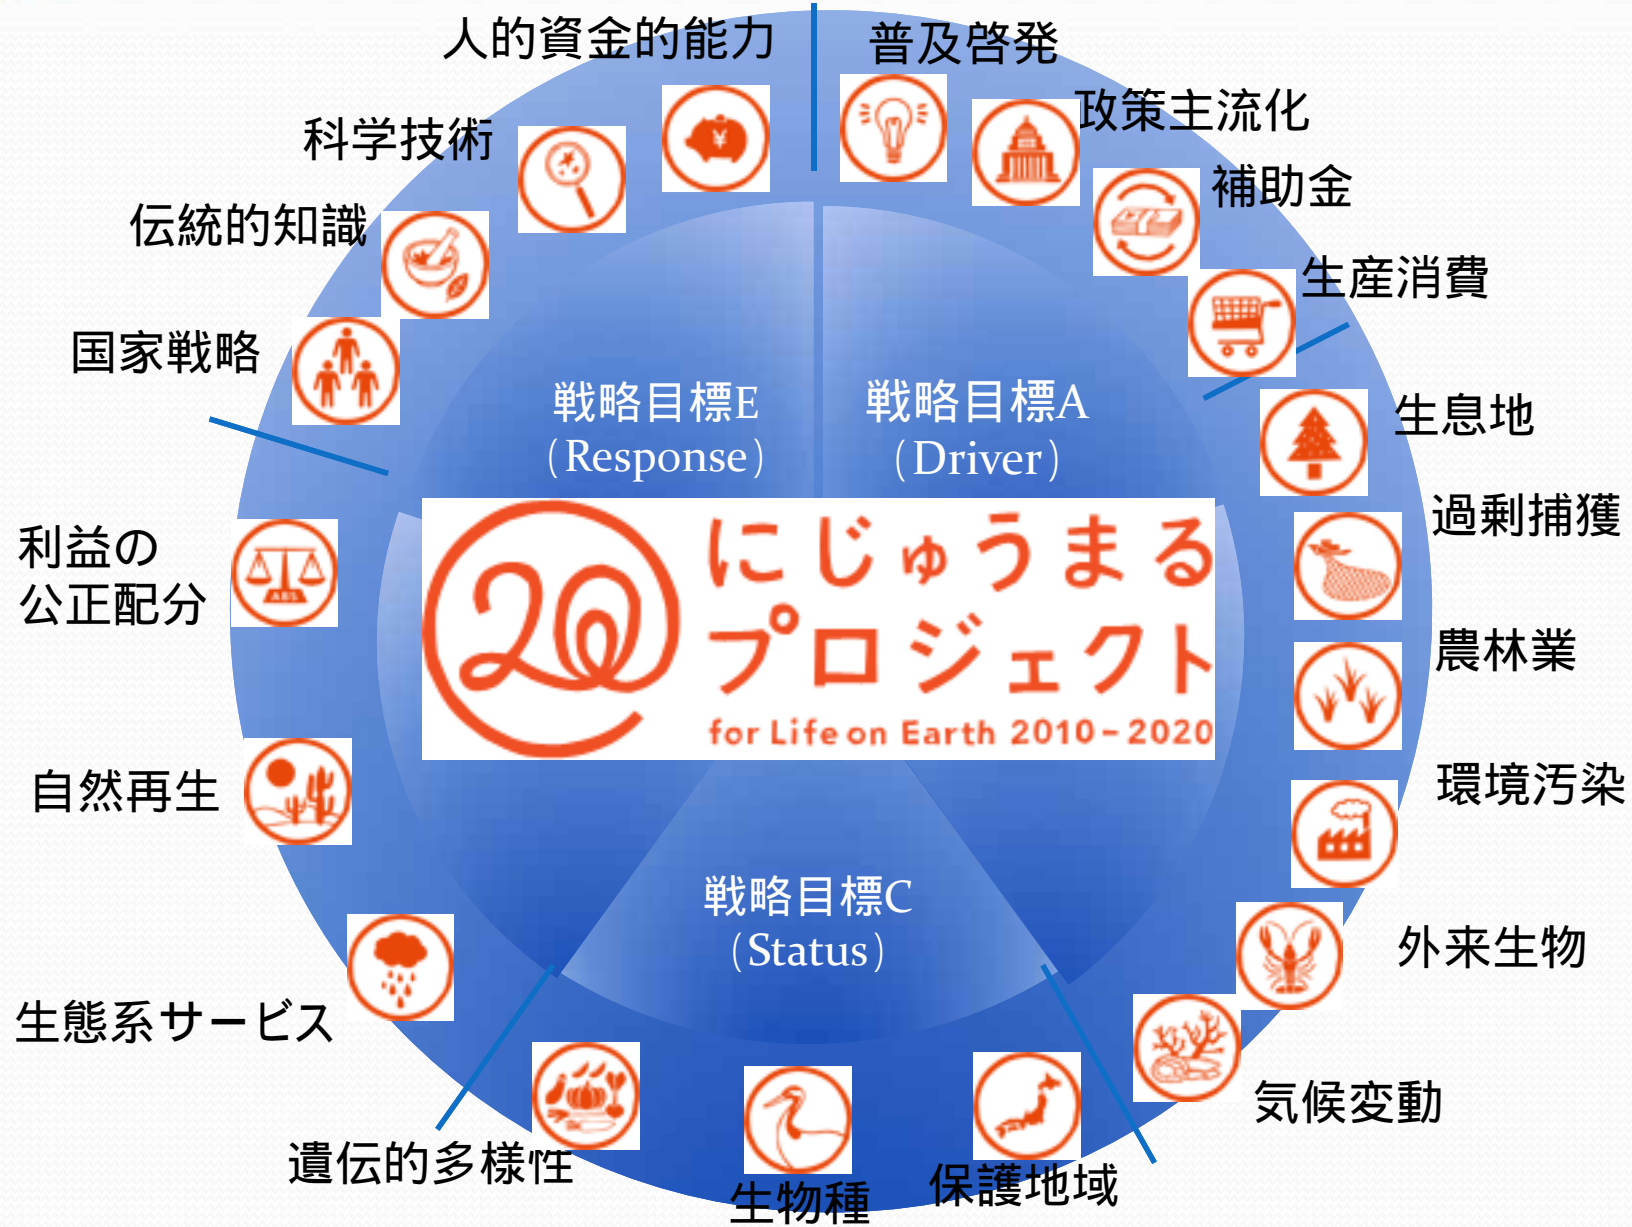 人的資金的能力
普及啓発
政策主流化
補助金
生産消費
生息地
過剰捕獲
農林業
環境汚染
外来生物
気候変動
保護地域
生物種
遺伝的多様性
生態系サービス
自然再生
利益の
公正配分
国家戦略
伝統的知識
科学技術
¥
ABS
戦略目標E
（Response）
戦略目標A
（Driver）
20
にじゅうまる
プロジェクト
for Life on Earth 2010-2020
戦略目標C
（Status）